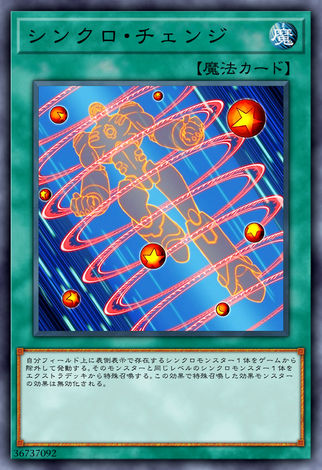 シンクロ・チェンジ
魔
【魔法カード】
自分フィールド上に表側表示で存在するシンクロモンスター１体をゲームから
除外して発動する。そのモンスターと同じレベルのシンクロモンスター１体を
エクストラデッキから特殊召喚する。この効果で特殊召喚した効果モンスター
の効果は無効化される。
36737092